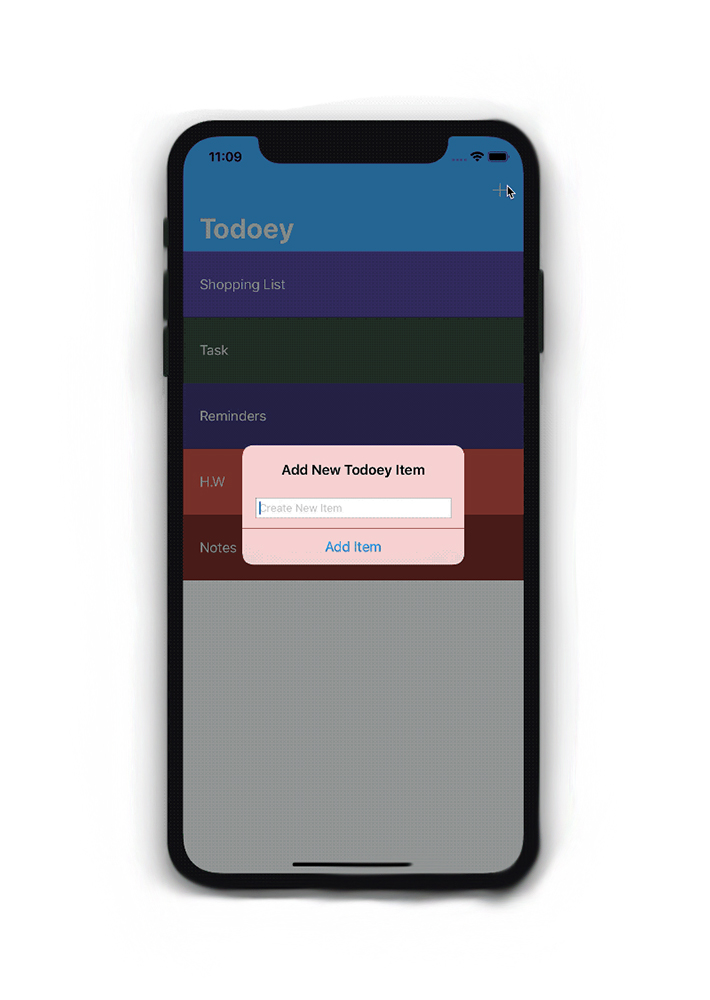 11:09
Todoey
Shopping List
Task
Reminders
H.W
Notes
Add New Todoey Item
Create New Item
Add Item